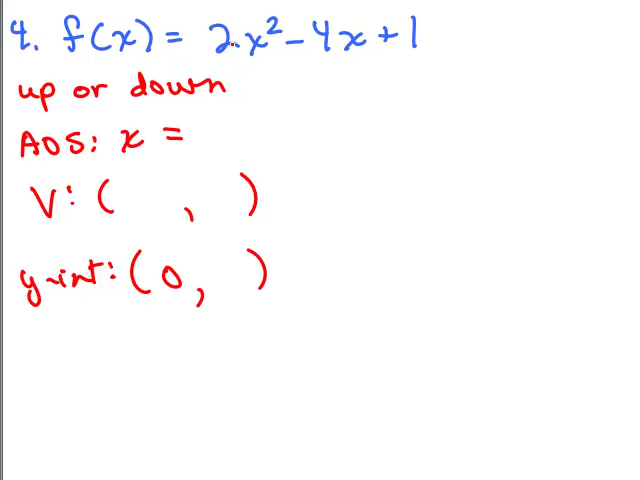 4. f(x) = 2x² - 4x + 1
up or down
AOS: x =
V: ( , )
y-int: (0, )